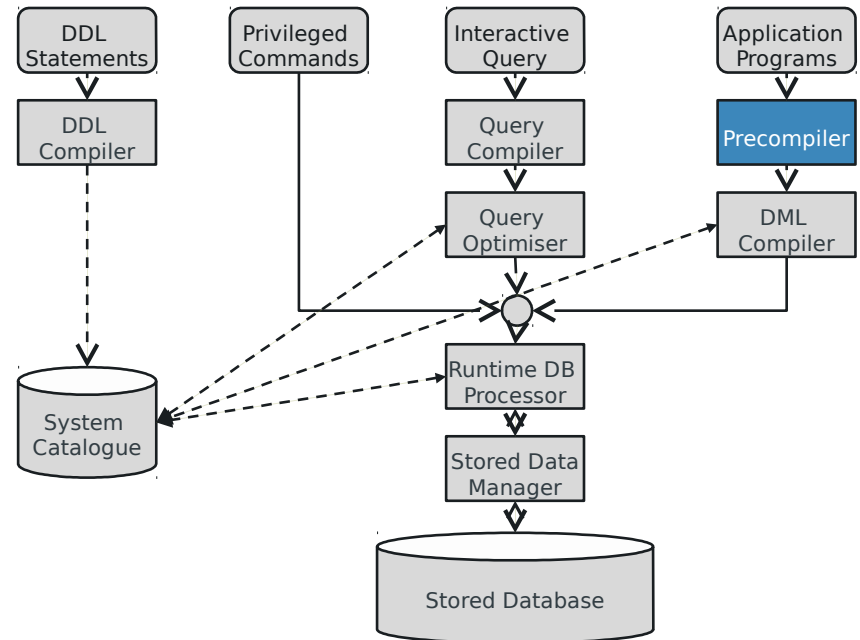 DDL
Statements
Privileged
Commands
Interactive
Query
Application
Programs
DDL
Compiler
Query
Compiler
Precompiler
Query
Optimiser
DML
Compiler
Runtime DB
Processor
System
Catalogue
Stored Data
Manager
Stored Database